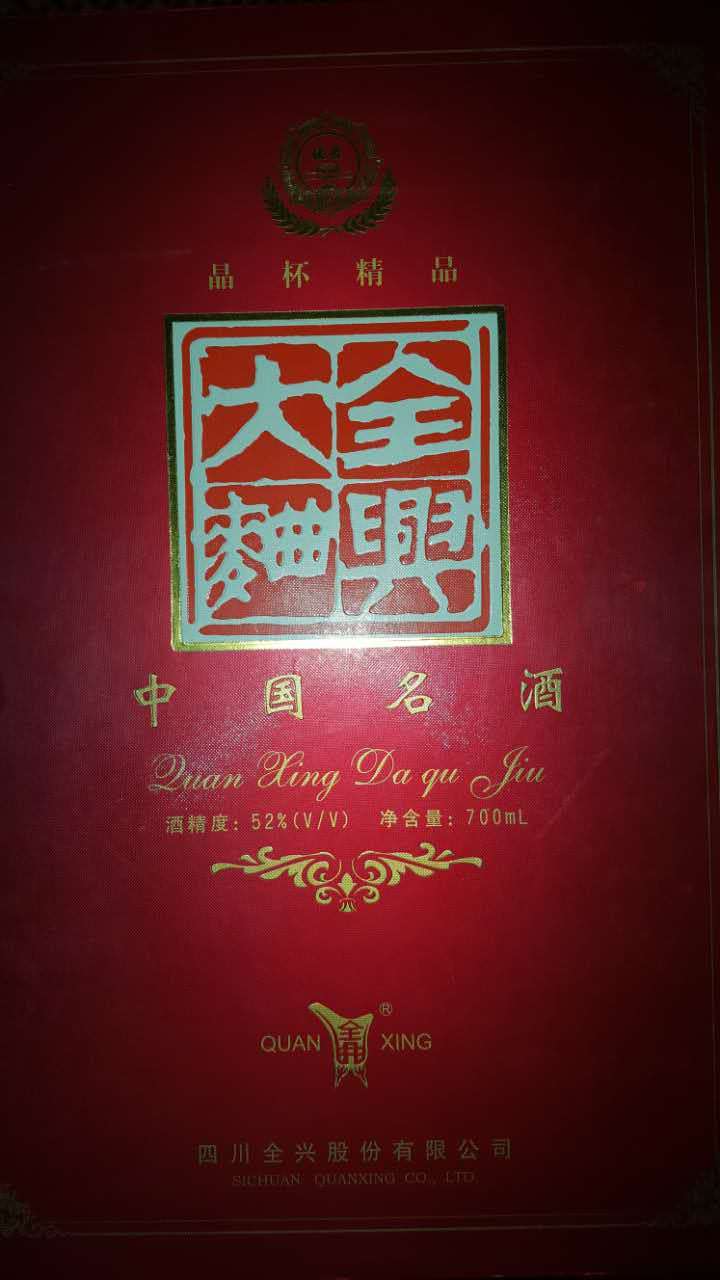 晶杯精品
全興
大麯
中国名酒
Quan Xing Da qu Jiu
酒精度：52%(V/V) 净含量：700mL
QUAN 全興 ® XING
四川全兴股份有限公司
SICHUAN QUANXING CO., LTD.